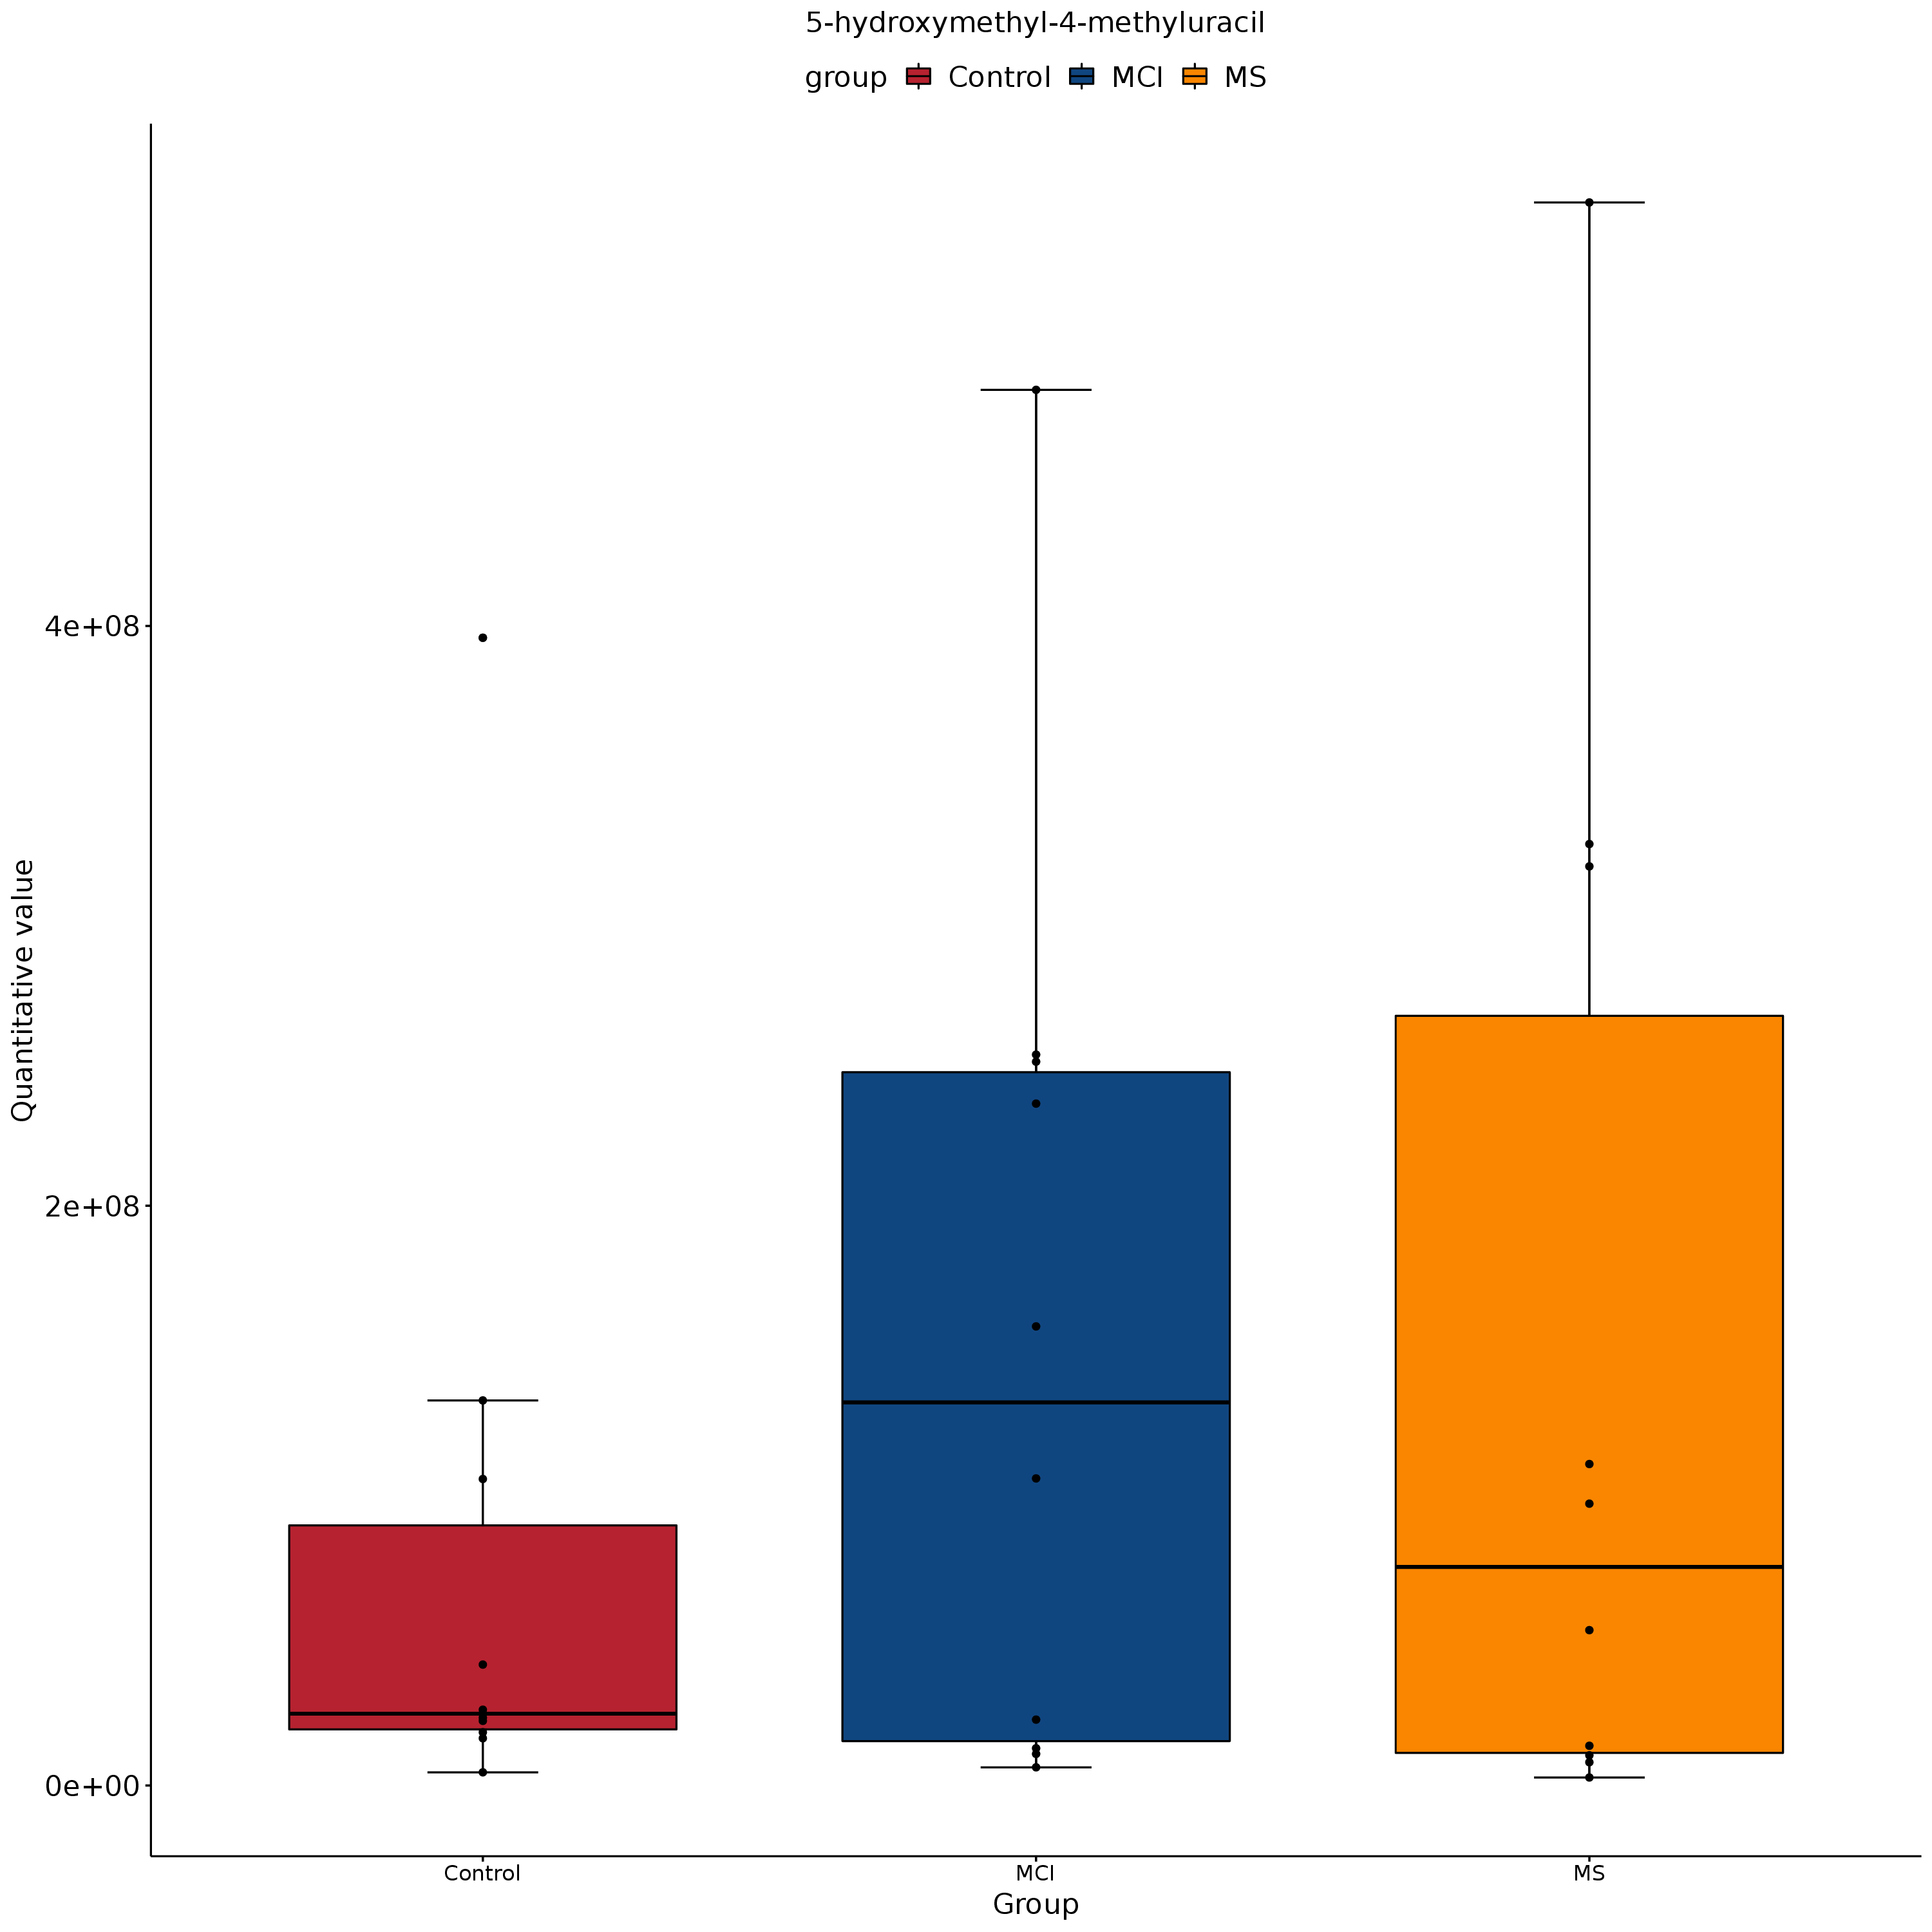 5-hydroxymethyl-4-methyluracil
group Control MCI MS
Quantitative value
4e+08
2e+08
0e+00
Control MCI MS
Group